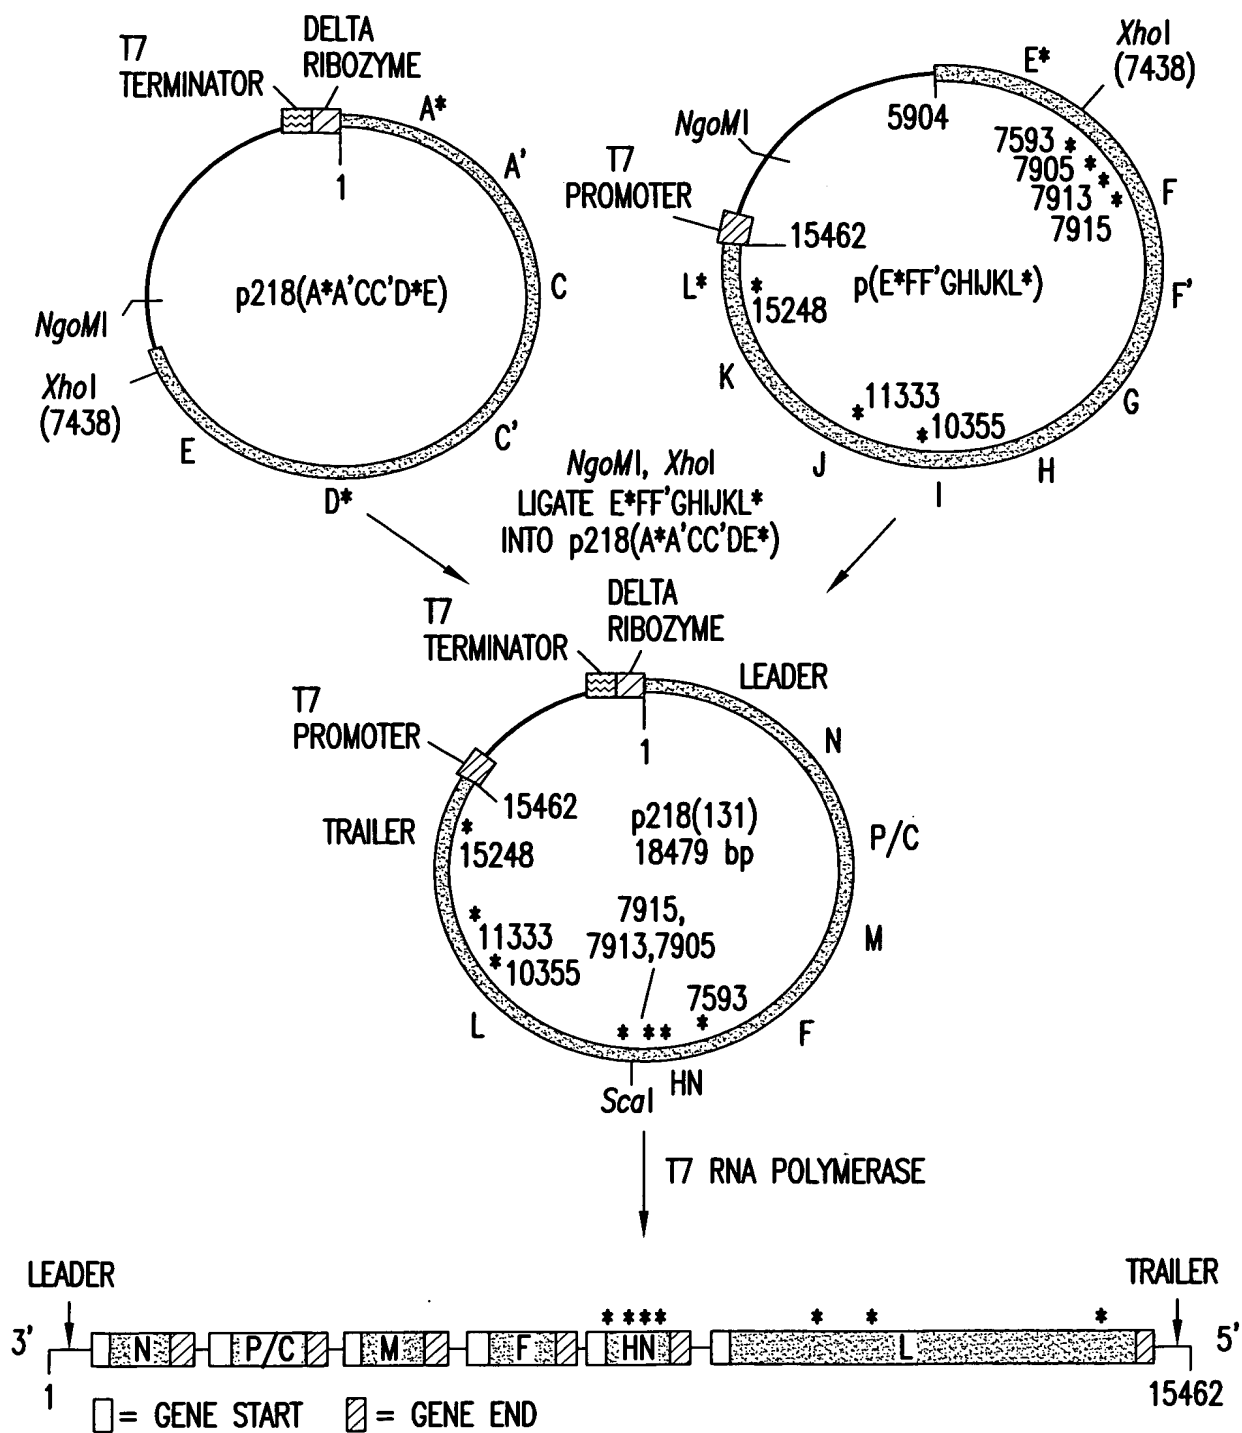 T7
TERMINATOR
DELTA
RIBOZYME
A*
A'
1
C
p218(A*A'CC'D*E)
NgoMI
XhoI
(7438)
E
C'
D*
E*
XhoI
(7438)
5904
NgoMI
7593 *
7905 *
7913 *
7915 *
F
T7
PROMOTER
15462
L*
*
15248
p(E*FF'GHIJKL*)
F'
K
*11333
*10355
G
J
H
I
NgoMI, XhoI
LIGATE E*FF'GHIJKL*
INTO p218(A*A'CC'DE*)
T7
TERMINATOR
DELTA
RIBOZYME
LEADER
T7
PROMOTER
1
N
15462
TRAILER
*
15248
p218(131)
18479 bp
P/C
*
11333
*10355
7915,
7913,7905
M
7593
*
* **
L
F
HN
ScaI
T7 RNA POLYMERASE
LEADER
TRAILER
* * * * * * *
3'
N
P/C
M
F
HN
L
5'
1
15462
= GENE START
= GENE END